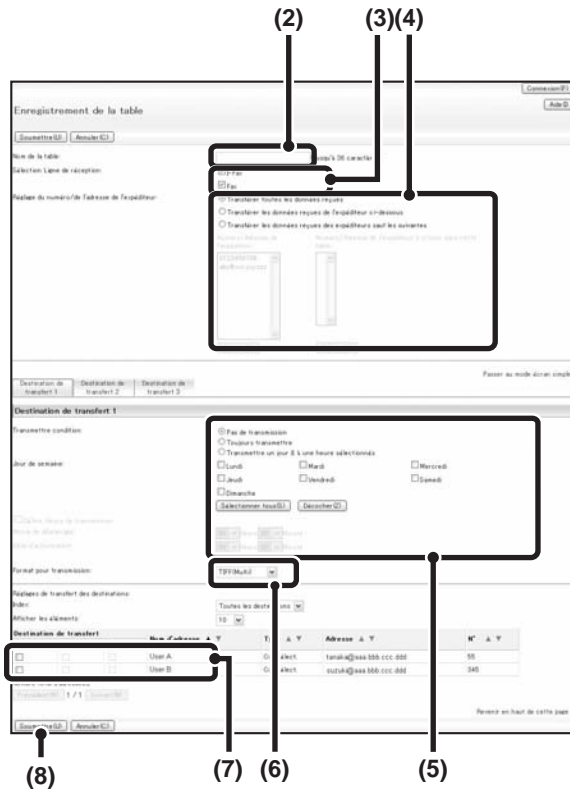 (2) (3)(4)
Connexion(P)
Enregistrement de la table
Soumettre(U) Annuler(C)
Nom de la table:
jusqu'à 36 caractèr
Sélection Ligne de réception:
I-Fax
Fax
Réglage du numéro/de l'adresse de l'expéditeur:
Transférer toutes les données reçues
Transférer les données reçues de l'expéditeur ci-dessous
Transférer les données reçues des expéditeurs sauf les suivantes
Passer au mode écran simple
Destination de transfert 1
Destination de transfert 2
Destination de transfert 3
Destination de transfert 1
Transmettre condition:
Pas de transmission
Toujours transmettre
Transmettre un jour & une heure sélectionnés
Jour de semaine:
Lundi Mardi Mercredi
Jeudi Vendredi Samedi
Dimanche
Sélectionner tous(S) Décocher(Z)
Format pour transmission:
TIFF(Multi)
Réglages de transfert des destinations:
Index:
Toutes les destinations
Afficher les éléments:
10
Destination de transfert Nom d'adresse ▲ ▼ ▲ ▼ Adresse ▲ ▼ N° ▲ ▼
User A tanaka@aaa.bbb.ccc.ddd 55
User B suzuki@aaa.bbb.ccc.ddd 345
1 / 1
Revenir en haut de cette page
Soumettre(U) Annuler(C)
(8) (7) (6) (5)